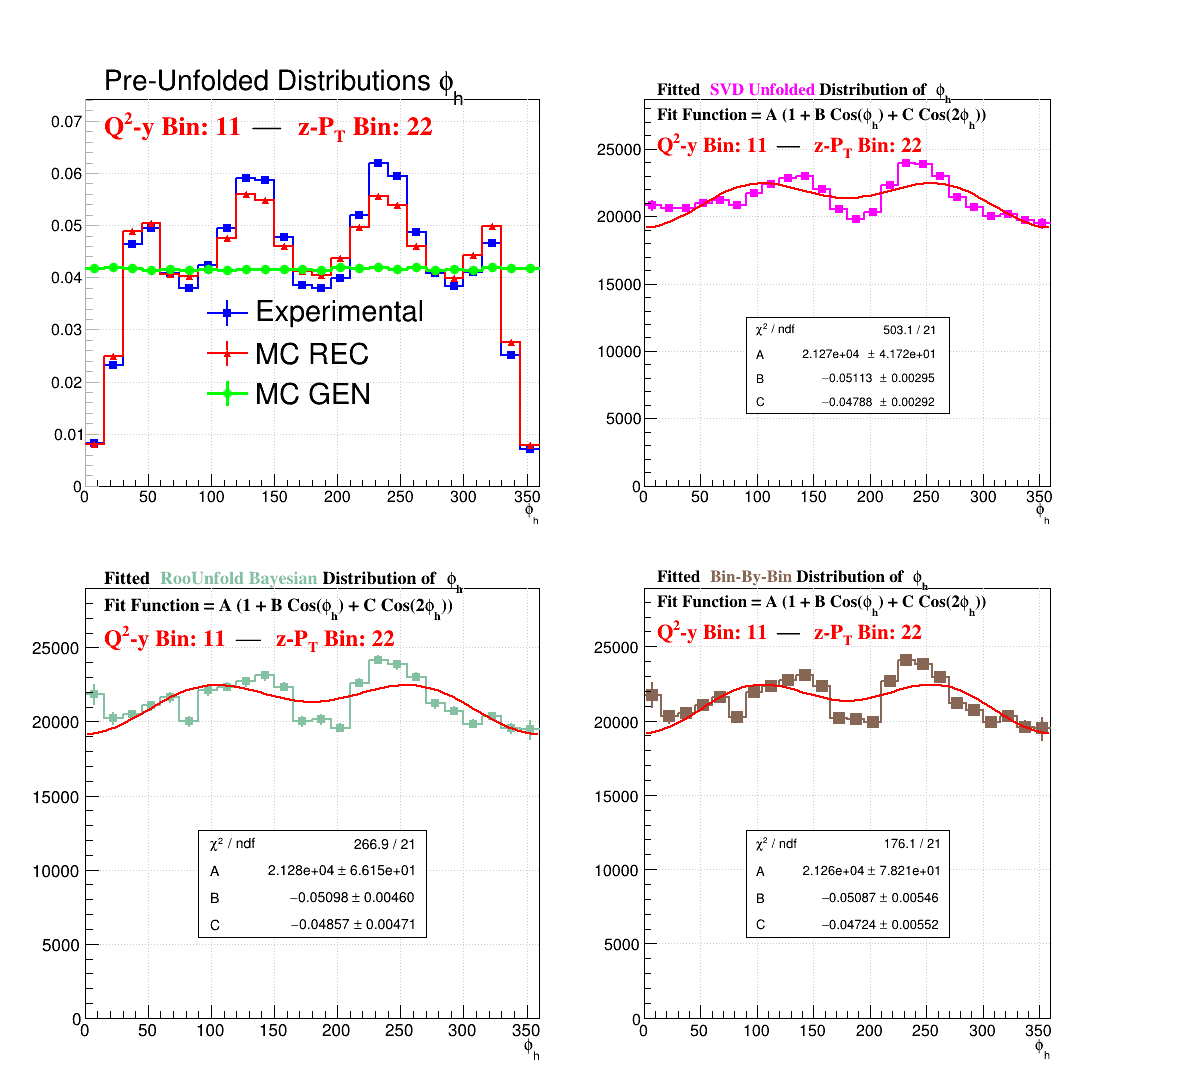 Pre-Unfolded Distributions ϕh
Q²-y Bin: 11 — z-PT Bin: 22
0.07
0.06
0.05
0.04
0.03
0.02
0.01
0
Experimental
MC REC
MC GEN
0 50 100 150 200 250 300 350
ϕh
Fitted SVD Unfolded Distribution of ϕh
Fit Function = A (1 + B Cos(ϕh) + C Cos(2ϕh))
Q²-y Bin: 11 — z-PT Bin: 22
25000
20000
15000
10000
5000
0
χ² / ndf 503.1 / 21
A 2.127e+04 ± 4.172e+01
B −0.05113 ± 0.00295
C −0.04788 ± 0.00292
0 50 100 150 200 250 300 350
ϕh
Fitted RooUnfold Bayesian Distribution of ϕh
Fit Function = A (1 + B Cos(ϕh) + C Cos(2ϕh))
Q²-y Bin: 11 — z-PT Bin: 22
25000
20000
15000
10000
5000
0
χ² / ndf 266.9 / 21
A 2.128e+04 ± 6.615e+01
B −0.05098 ± 0.00460
C −0.04857 ± 0.00471
0 50 100 150 200 250 300 350
ϕh
Fitted Bin-By-Bin Distribution of ϕh
Fit Function = A (1 + B Cos(ϕh) + C Cos(2ϕh))
Q²-y Bin: 11 — z-PT Bin: 22
25000
20000
15000
10000
5000
0
χ² / ndf 176.1 / 21
A 2.126e+04 ± 7.821e+01
B −0.05087 ± 0.00546
C −0.04724 ± 0.00552
0 50 100 150 200 250 300 350
ϕh